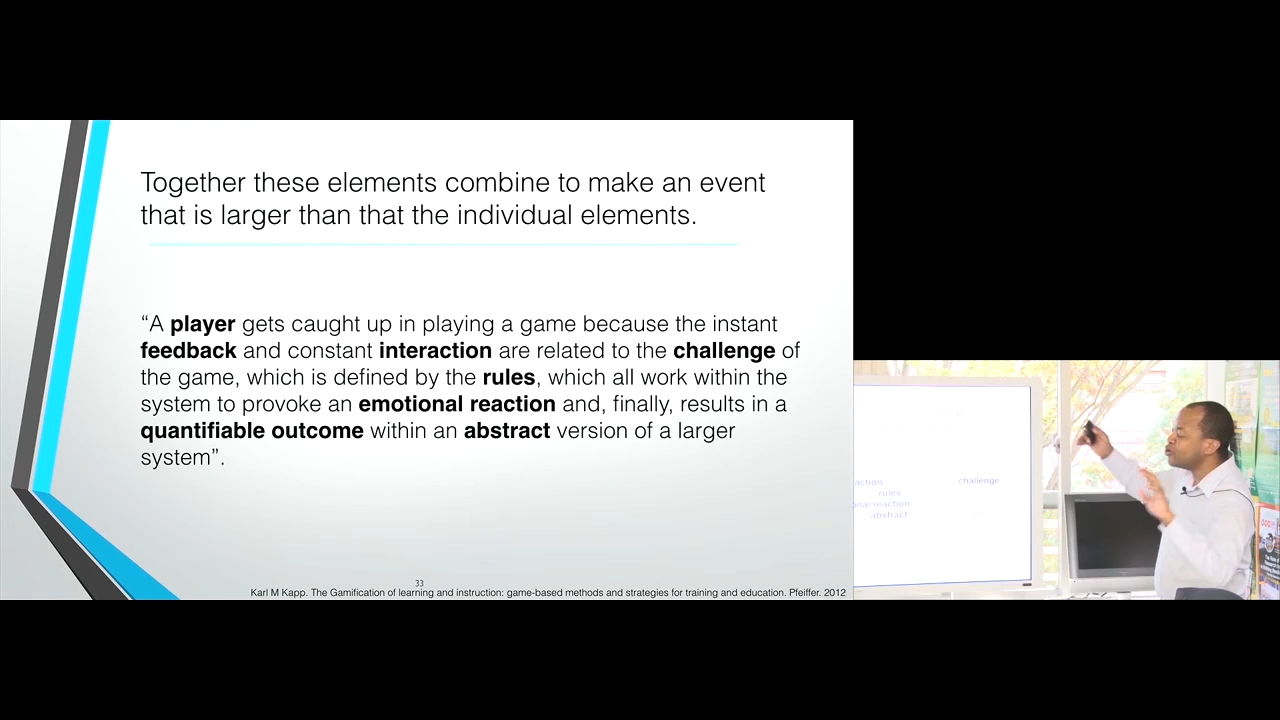 Together these elements combine to make an event
that is larger than that the individual elements.
“A player gets caught up in playing a game because the instant
feedback and constant interaction are related to the challenge of
the game, which is defined by the rules, which all work within the
system to provoke an emotional reaction and, finally, results in a
quantifiable outcome within an abstract version of a larger
system”.
33
Karl M Kapp. The Gamification of learning and instruction: game-based methods and strategies for training and education. Pfeiffer. 2012
action challenge
rules
onal reaction
abstract